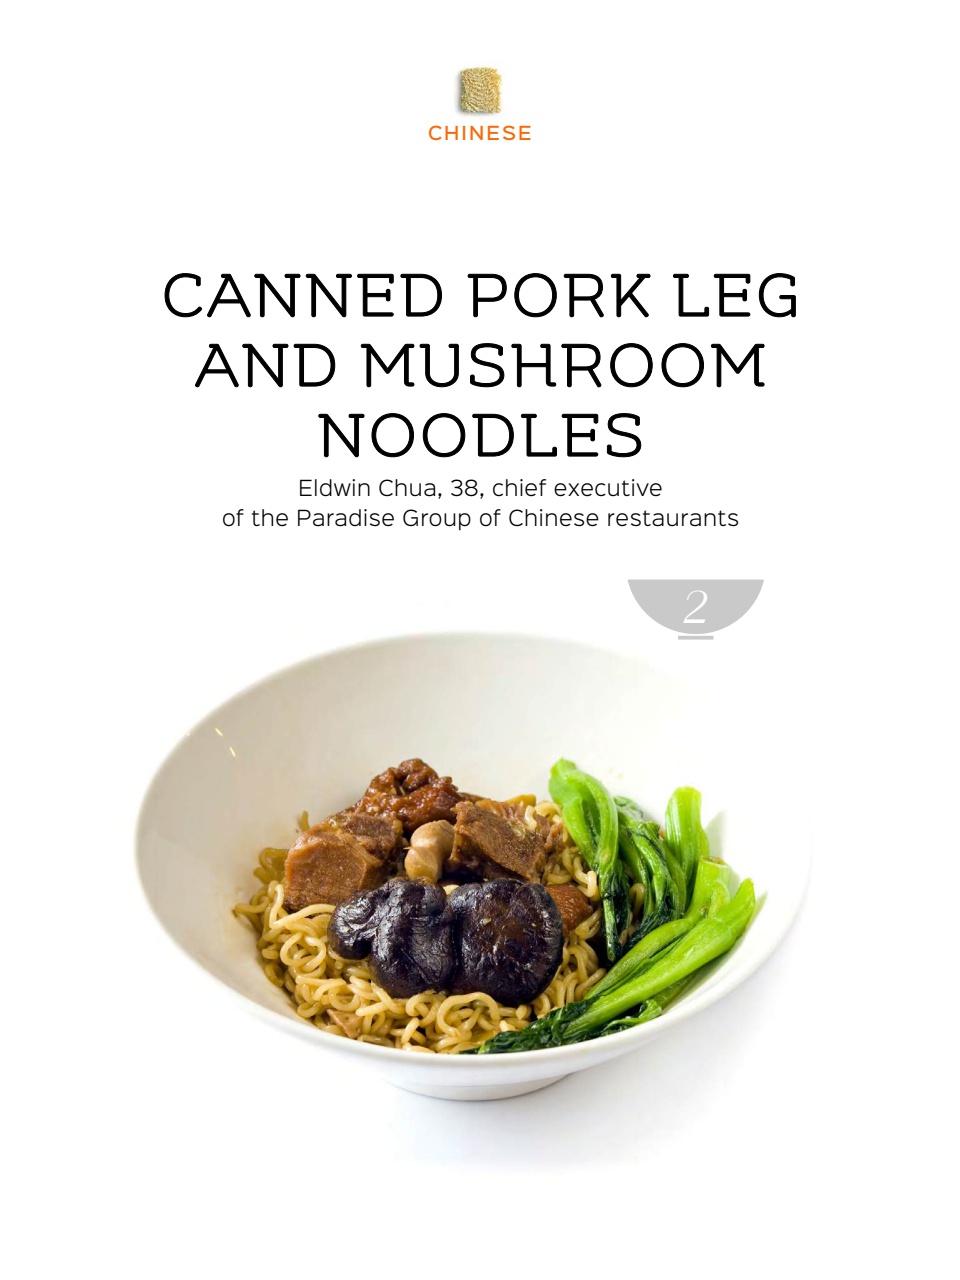 CHINESE
CANNED PORK LEG
AND MUSHROOM
NOODLES
Eldwin Chua, 38, chief executive
of the Paradise Group of Chinese restaurants
2